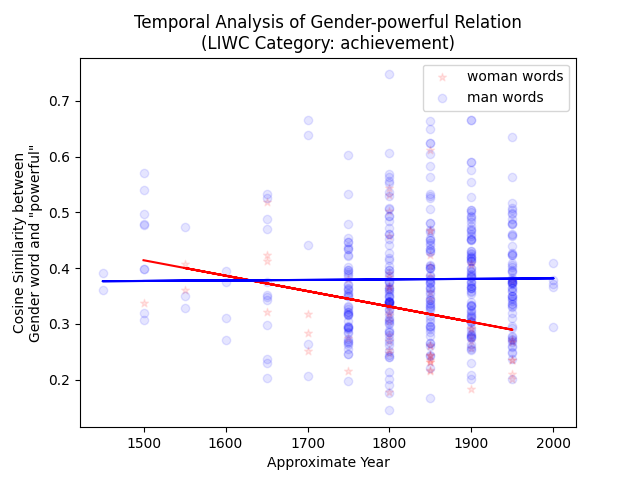 Temporal Analysis of Gender-powerful Relation
(LIWC Category: achievement)
woman words
man words
0.7
0.6
0.5
0.4
0.3
0.2
Cosine Similarity between
Gender word and "powerful"
1500
1600
1700
1800
1900
2000
Approximate Year